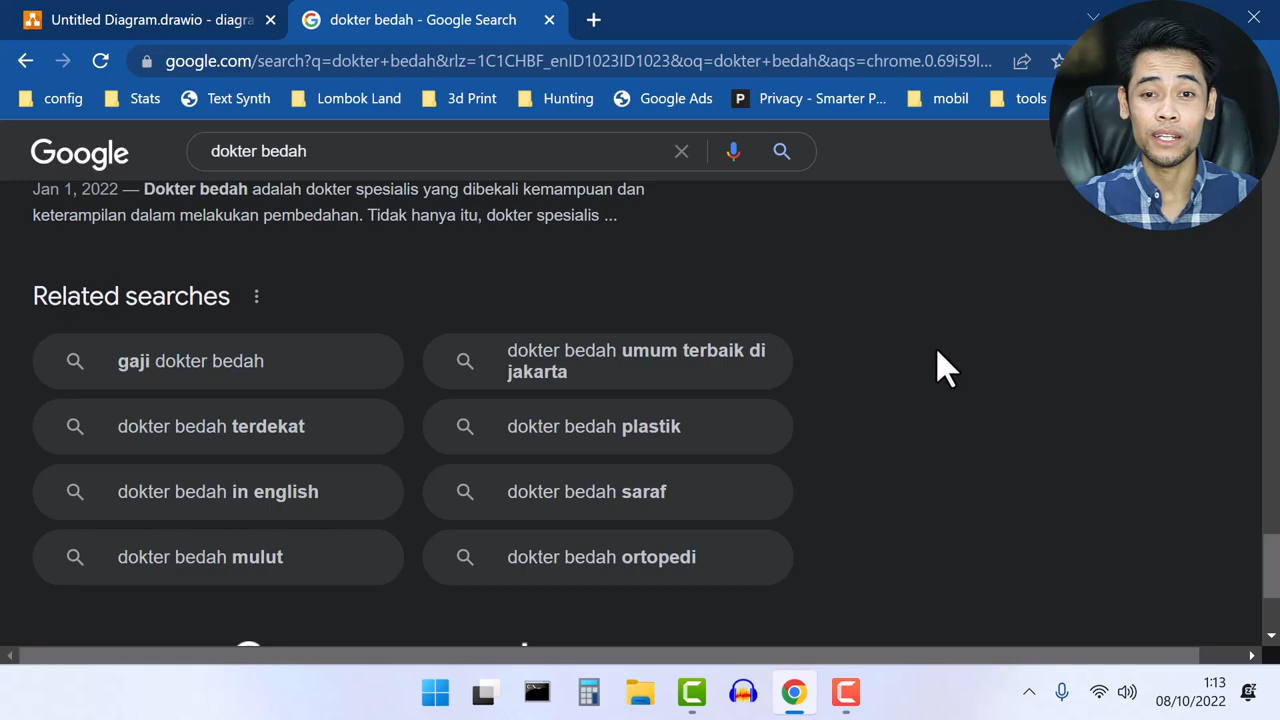 Untitled Diagram.drawio - diagra
dokter bedah - Google Search
google.com/search?q=dokter+bedah&rlz=1C1CHBF_enID1023ID1023&oq=dokter+bedah&aqs=chrome.0.69i59l...
config
Stats
Text Synth
Lombok Land
3d Print
Hunting
Google Ads
P
Privacy - Smarter P...
mobil
tools
Google
dokter bedah
Jan 1, 2022 — Dokter bedah adalah dokter spesialis yang dibekali kemampuan dan
keterampilan dalam melakukan pembedahan. Tidak hanya itu, dokter spesialis ...
Related searches
gaji dokter bedah
dokter bedah umum terbaik di
jakarta
dokter bedah terdekat
dokter bedah plastik
dokter bedah in english
dokter bedah saraf
dokter bedah mulut
dokter bedah ortopedi
1:13
08/10/2022